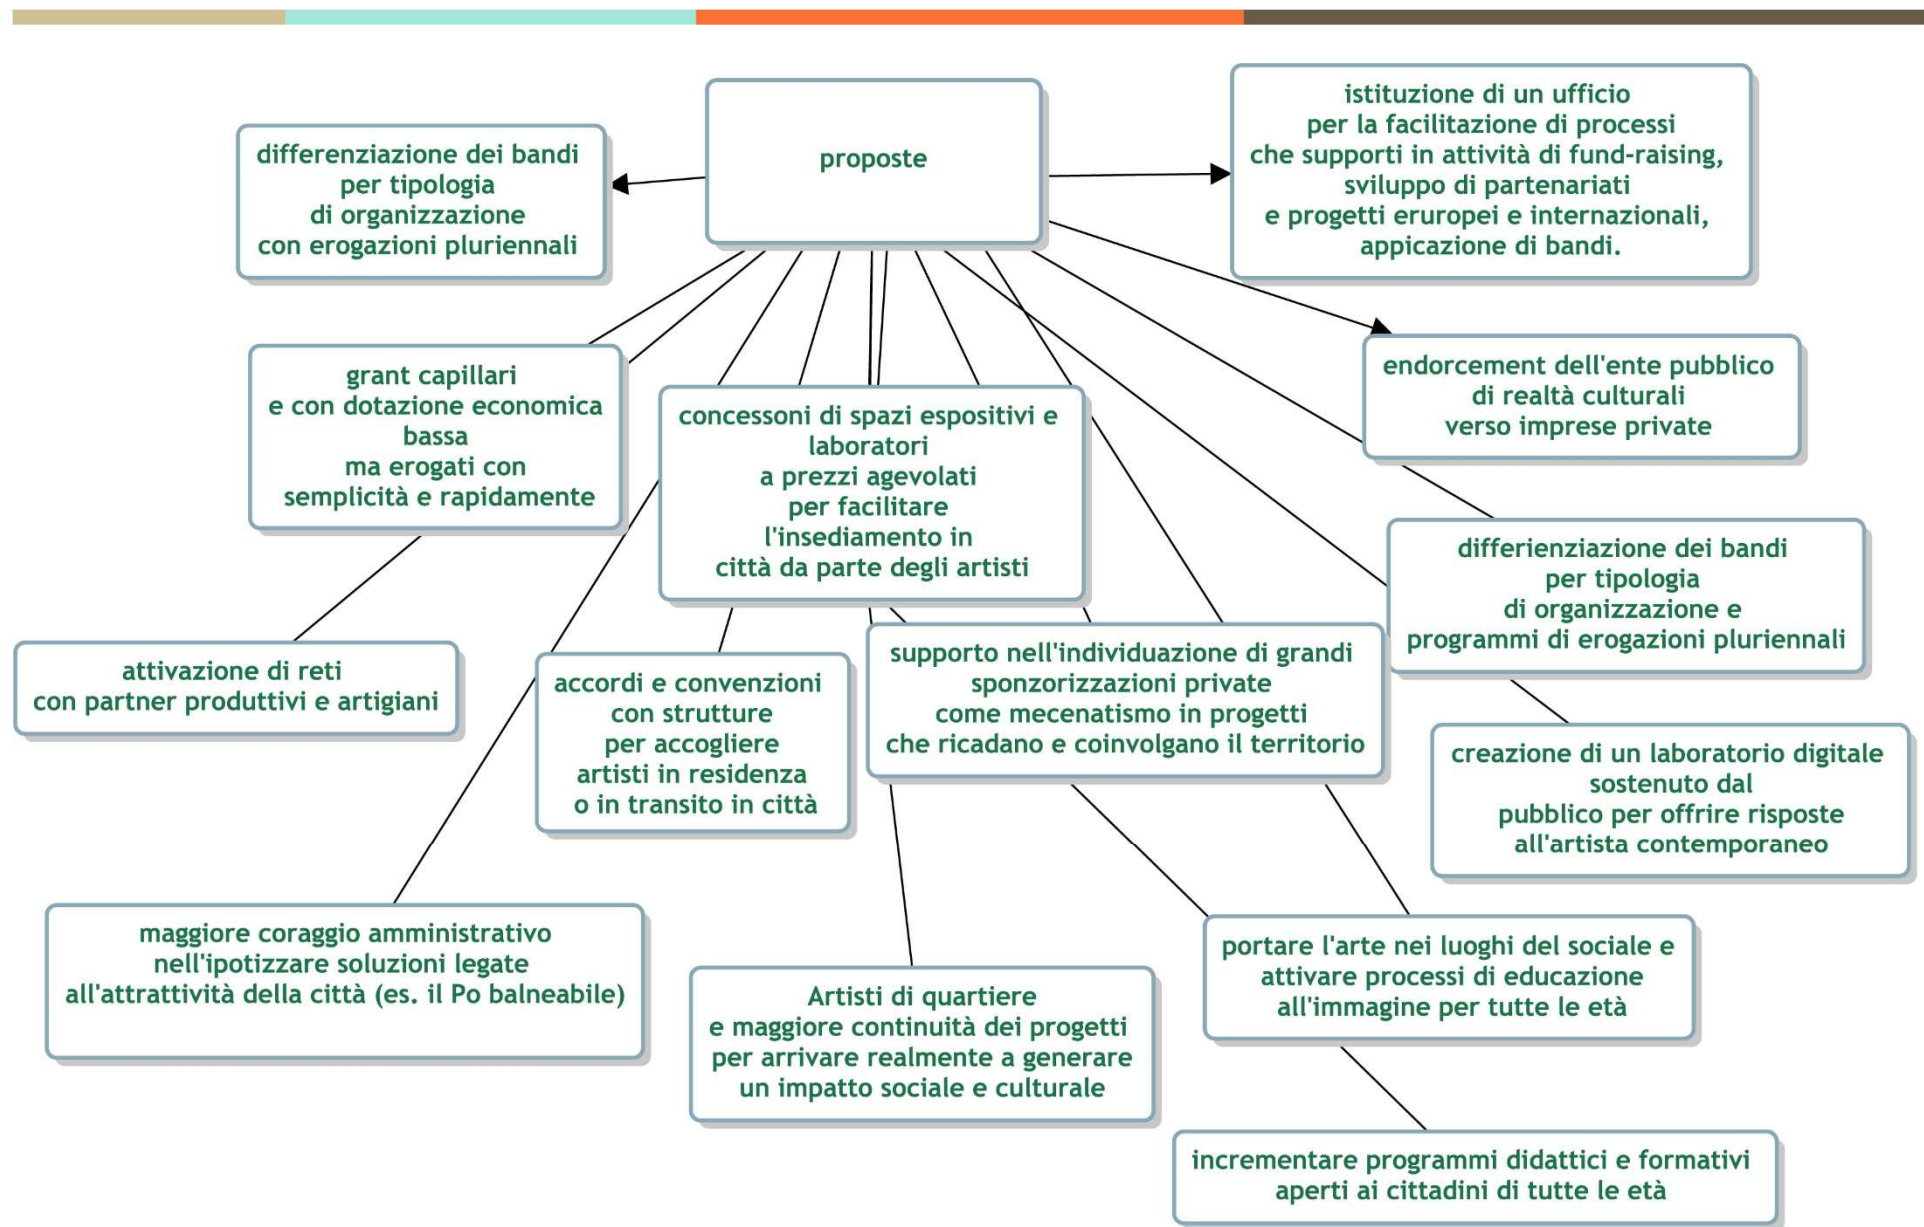 proposte
differenziazione dei bandi
per tipologia
di organizzazione
con erogazioni pluriennali
istituzione di un ufficio
per la facilitazione di processi
che supporti in attività di fund-raising,
sviluppo di partenariati
e progetti eruropei e internazionali,
appicazione di bandi.
grant capillari
e con dotazione economica
bassa
ma erogati con
semplicità e rapidamente
concessoni di spazi espositivi e
laboratori
a prezzi agevolati
per facilitare
l'insediamento in
città da parte degli artisti
endorcement dell'ente pubblico
di realtà culturali
verso imprese private
differienziazione dei bandi
per tipologia
di organizzazione e
programmi di erogazioni pluriennali
attivazione di reti
con partner produttivi e artigiani
accordi e convenzioni
con strutture
per accogliere
artisti in residenza
o in transito in città
supporto nell'individuazione di grandi
sponzorizzazioni private
come mecenatismo in progetti
che ricadano e coinvolgano il territorio
creazione di un laboratorio digitale
sostenuto dal
pubblico per offrire risposte
all'artista contemporaneo
maggiore coraggio amministrativo
nell'ipotizzare soluzioni legate
all'attrattività della città (es. il Po balneabile)
Artisti di quartiere
e maggiore continuità dei progetti
per arrivare realmente a generare
un impatto sociale e culturale
portare l'arte nei luoghi del sociale e
attivare processi di educazione
all'immagine per tutte le età
incrementare programmi didattici e formativi
aperti ai cittadini di tutte le età